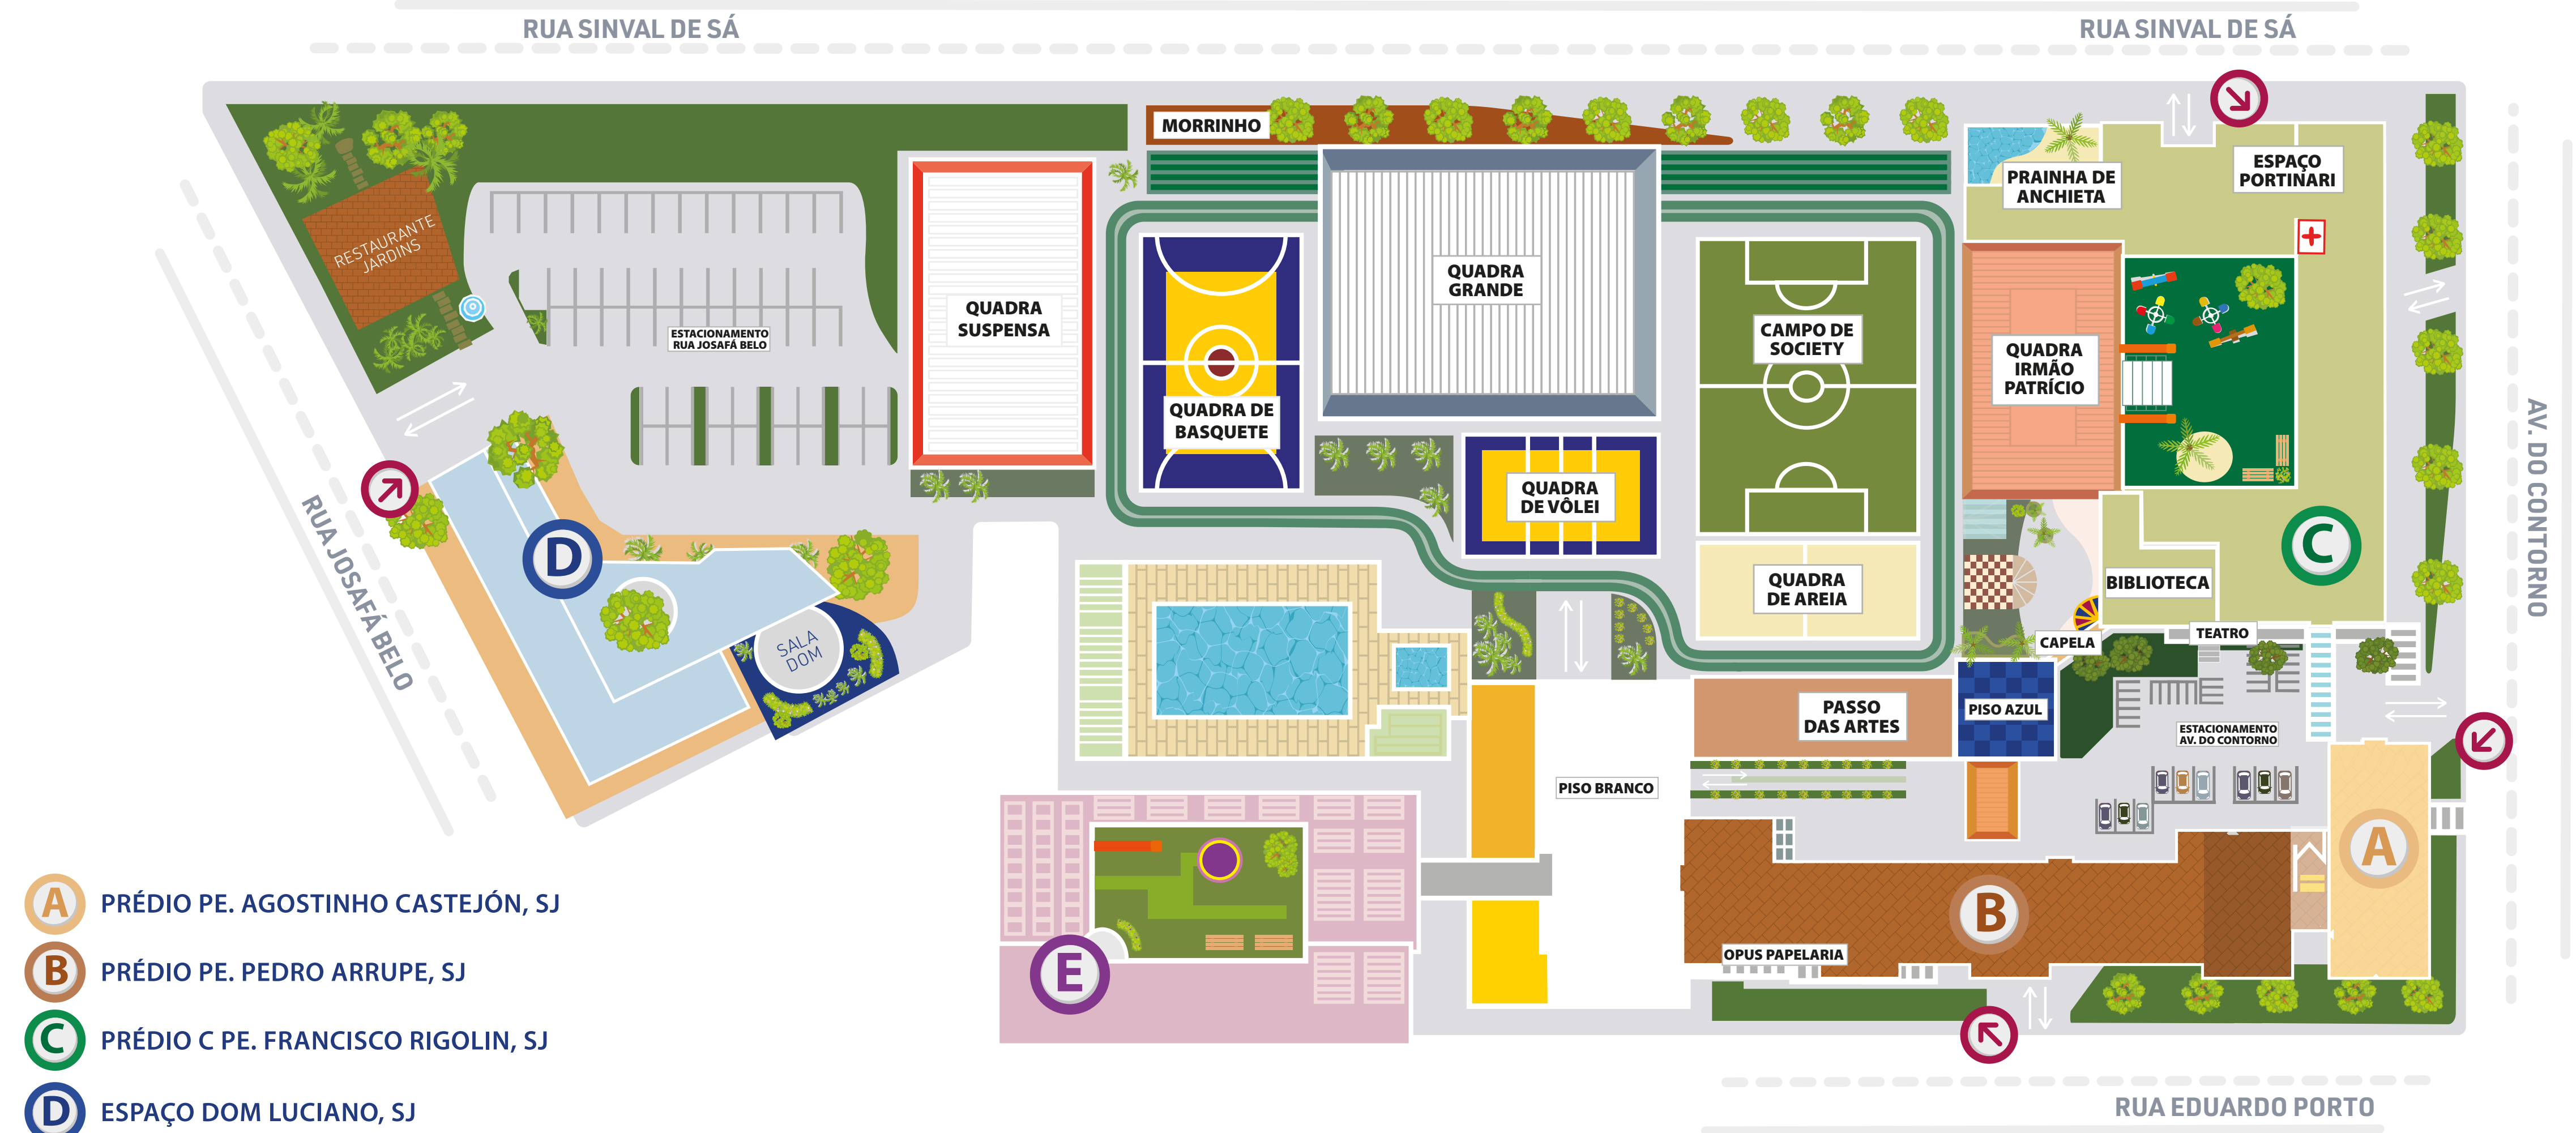 RUA SINVAL DE SÁ
RUA SINVAL DE SÁ
MORRINHO
PRAINHA DE
ANCHIETA
ESPAÇO
PORTINARI
RESTAURANTE
JARDINS
ESTACIONAMENTO
RUA JOSAFÁ BELO
QUADRA
SUSPENSA
QUADRA DE
BASQUETE
QUADRA
GRANDE
QUADRA
DE VÔLEI
CAMPO DE
SOCIETY
QUADRA
DE AREIA
QUADRA
IRMÃO
PATRÍCIO
AV. DO CONTORNO
RUA JOSAFÁ BELO
D
SALA
DOM
C
BIBLIOTECA
CAPELA
TEATRO
PASSO
DAS ARTES
PISO AZUL
ESTACIONAMENTO
AV. DO CONTORNO
PISO BRANCO
A
B
OPUS PAPELARIA
E
A PRÉDIO PE. AGOSTINHO CASTEJÓN, SJ
B PRÉDIO PE. PEDRO ARRUPE, SJ
C PRÉDIO C PE. FRANCISCO RIGOLIN, SJ
D ESPAÇO DOM LUCIANO, SJ
RUA EDUARDO PORTO